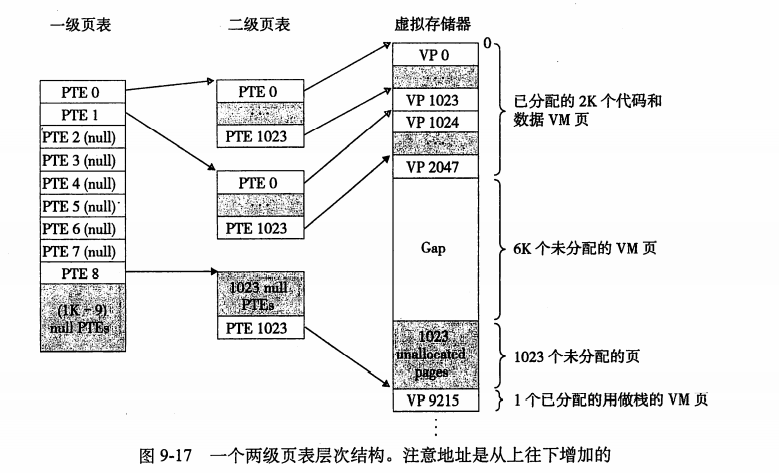 一级页表
二级页表
虚拟存储器
PTE 0
PTE 1
PTE 2 (null)
PTE 3 (null)
PTE 4 (null)
PTE 5 (null)
PTE 6 (null)
PTE 7 (null)
PTE 8
(1K - 9)
null PTEs
PTE 0
...
PTE 1023
PTE 0
...
PTE 1023
1023 null
PTEs
PTE 1023
0
VP 0
...
VP 1023
VP 1024
...
VP 2047
Gap
1023
unallocated
pages
VP 9215
已分配的 2K 个代码和
数据 VM 页
6K 个未分配的 VM 页
1023 个未分配的页
1 个已分配的用做栈的 VM 页
图 9-17 一个两级页表层次结构。注意地址是从上往下增加的